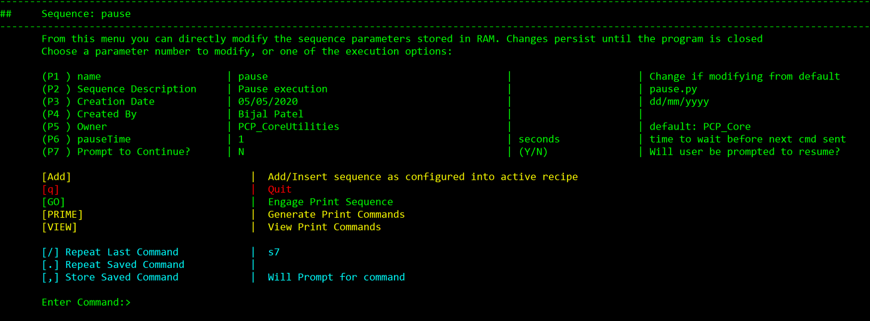 ## Sequence: pause
From this menu you can directly modify the sequence parameters stored in RAM. Changes persist until the program is closed
Choose a parameter number to modify, or one of the execution options:
(P1 ) name | pause | | Change if modifying from default
(P2 ) Sequence Description | Pause execution | | pause.py
(P3 ) Creation Date | 05/05/2020 | | dd/mm/yyyy
(P4 ) Created By | Bijal Patel | |
(P5 ) Owner | PCP_CoreUtilities | | default: PCP_Core
(P6 ) pauseTime | 1 | seconds | time to wait before next cmd sent
(P7 ) Prompt to Continue? | N | (Y/N) | Will user be prompted to resume?
[Add] | Add/Insert sequence as configured into active recipe
[q] | Quit
[GO] | Engage Print Sequence
[PRIME] | Generate Print Commands
[VIEW] | View Print Commands
[/] Repeat Last Command | s7
[.] Repeat Saved Command |
[,] Store Saved Command | Will Prompt for command
Enter Command:>